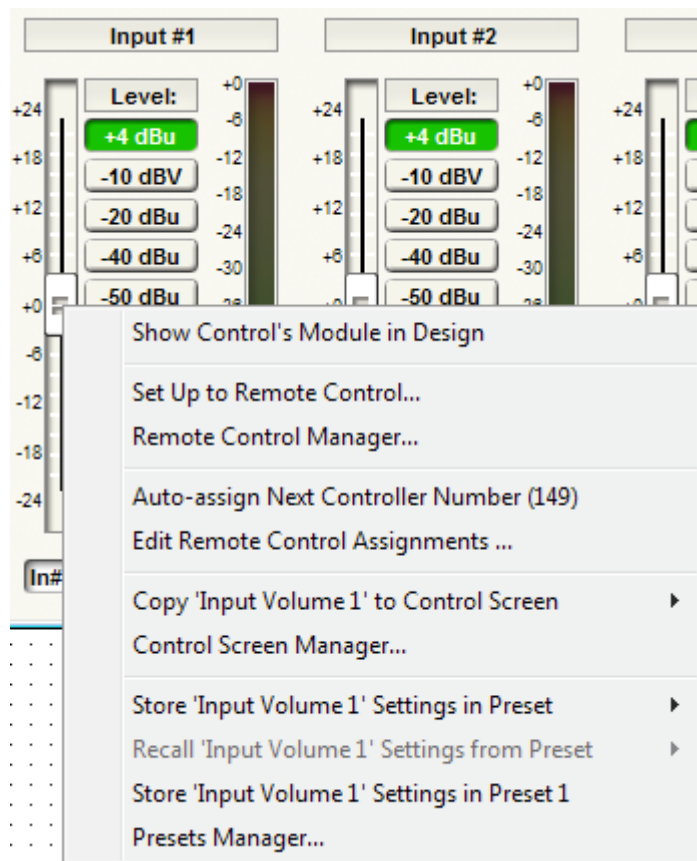 Input #1
Input #2
Level:
+4 dBu
-10 dBV
-20 dBu
-40 dBu
-50 dBu
+24
+18
+12
+6
+0
-6
-12
-18
-24
+0
-6
-12
-18
-24
-30
Level:
+4 dBu
-10 dBV
-20 dBu
-40 dBu
-50 dBu
+24
+18
+12
+6
+0
-6
-12
-18
-24
-30
+24
+18
+12
+6
In#
Show Control's Module in Design
Set Up to Remote Control...
Remote Control Manager...
Auto-assign Next Controller Number (149)
Edit Remote Control Assignments ...
Copy 'Input Volume 1' to Control Screen
Control Screen Manager...
Store 'Input Volume 1' Settings in Preset
Recall 'Input Volume 1' Settings from Preset
Store 'Input Volume 1' Settings in Preset 1
Presets Manager...